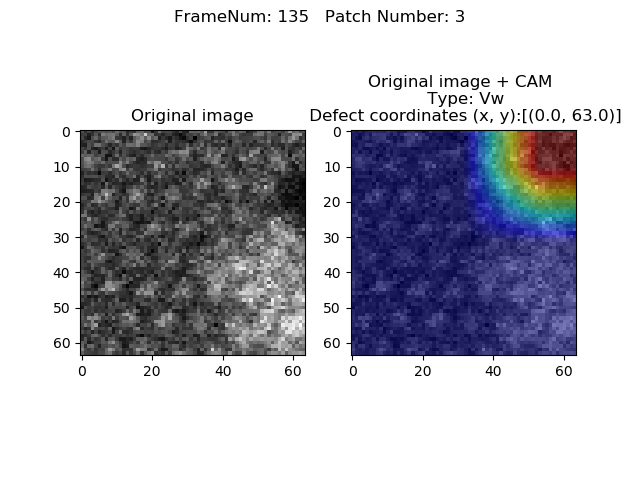 FrameNum: 135   Patch Number: 3
Original image
Original image + CAM
Type: Vw
Defect coordinates (x, y):[(0.0, 63.0)]
0
10
20
30
40
50
60
0 20 40 60
0
10
20
30
40
50
60
0 20 40 60